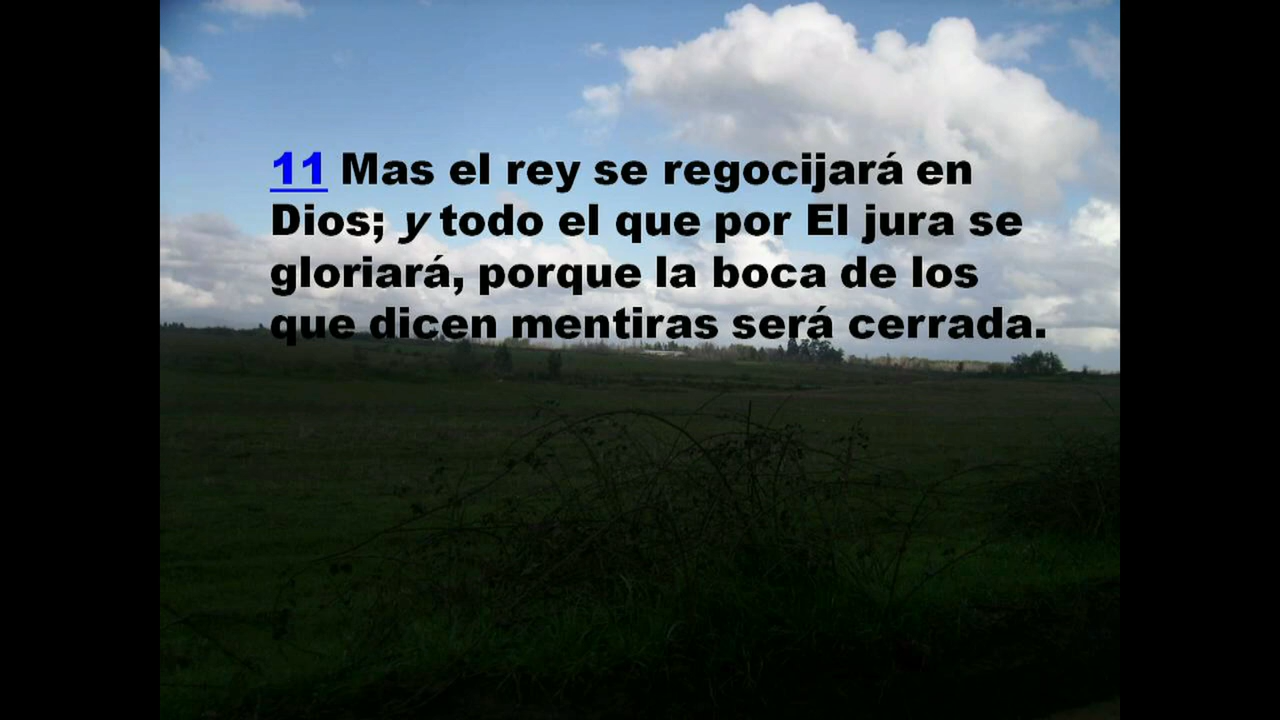 11 Mas el rey se regocijará en
Dios; y todo el que por El jura se
gloriará, porque la boca de los
que dicen mentiras será cerrada.